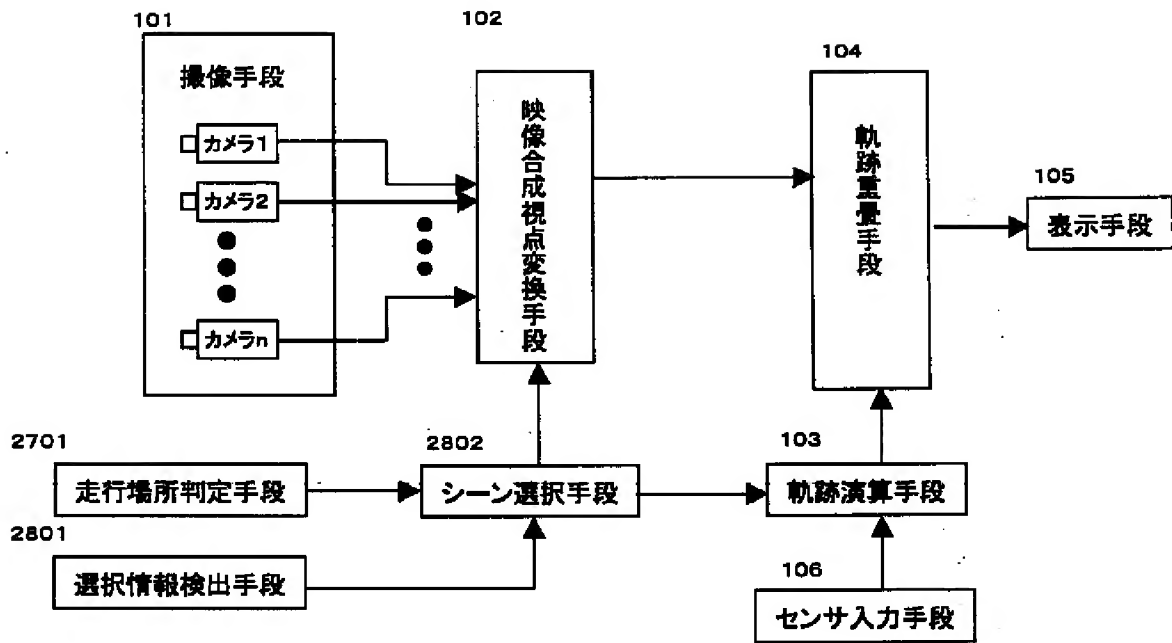 101
撮像手段
カメラ1
カメラ2
カメラn
102
映像合成視点変換手段
104
軌跡重畳手段
105
表示手段
2701
走行場所判定手段
2801
選択情報検出手段
2802
シーン選択手段
103
軌跡演算手段
106
センサ入力手段